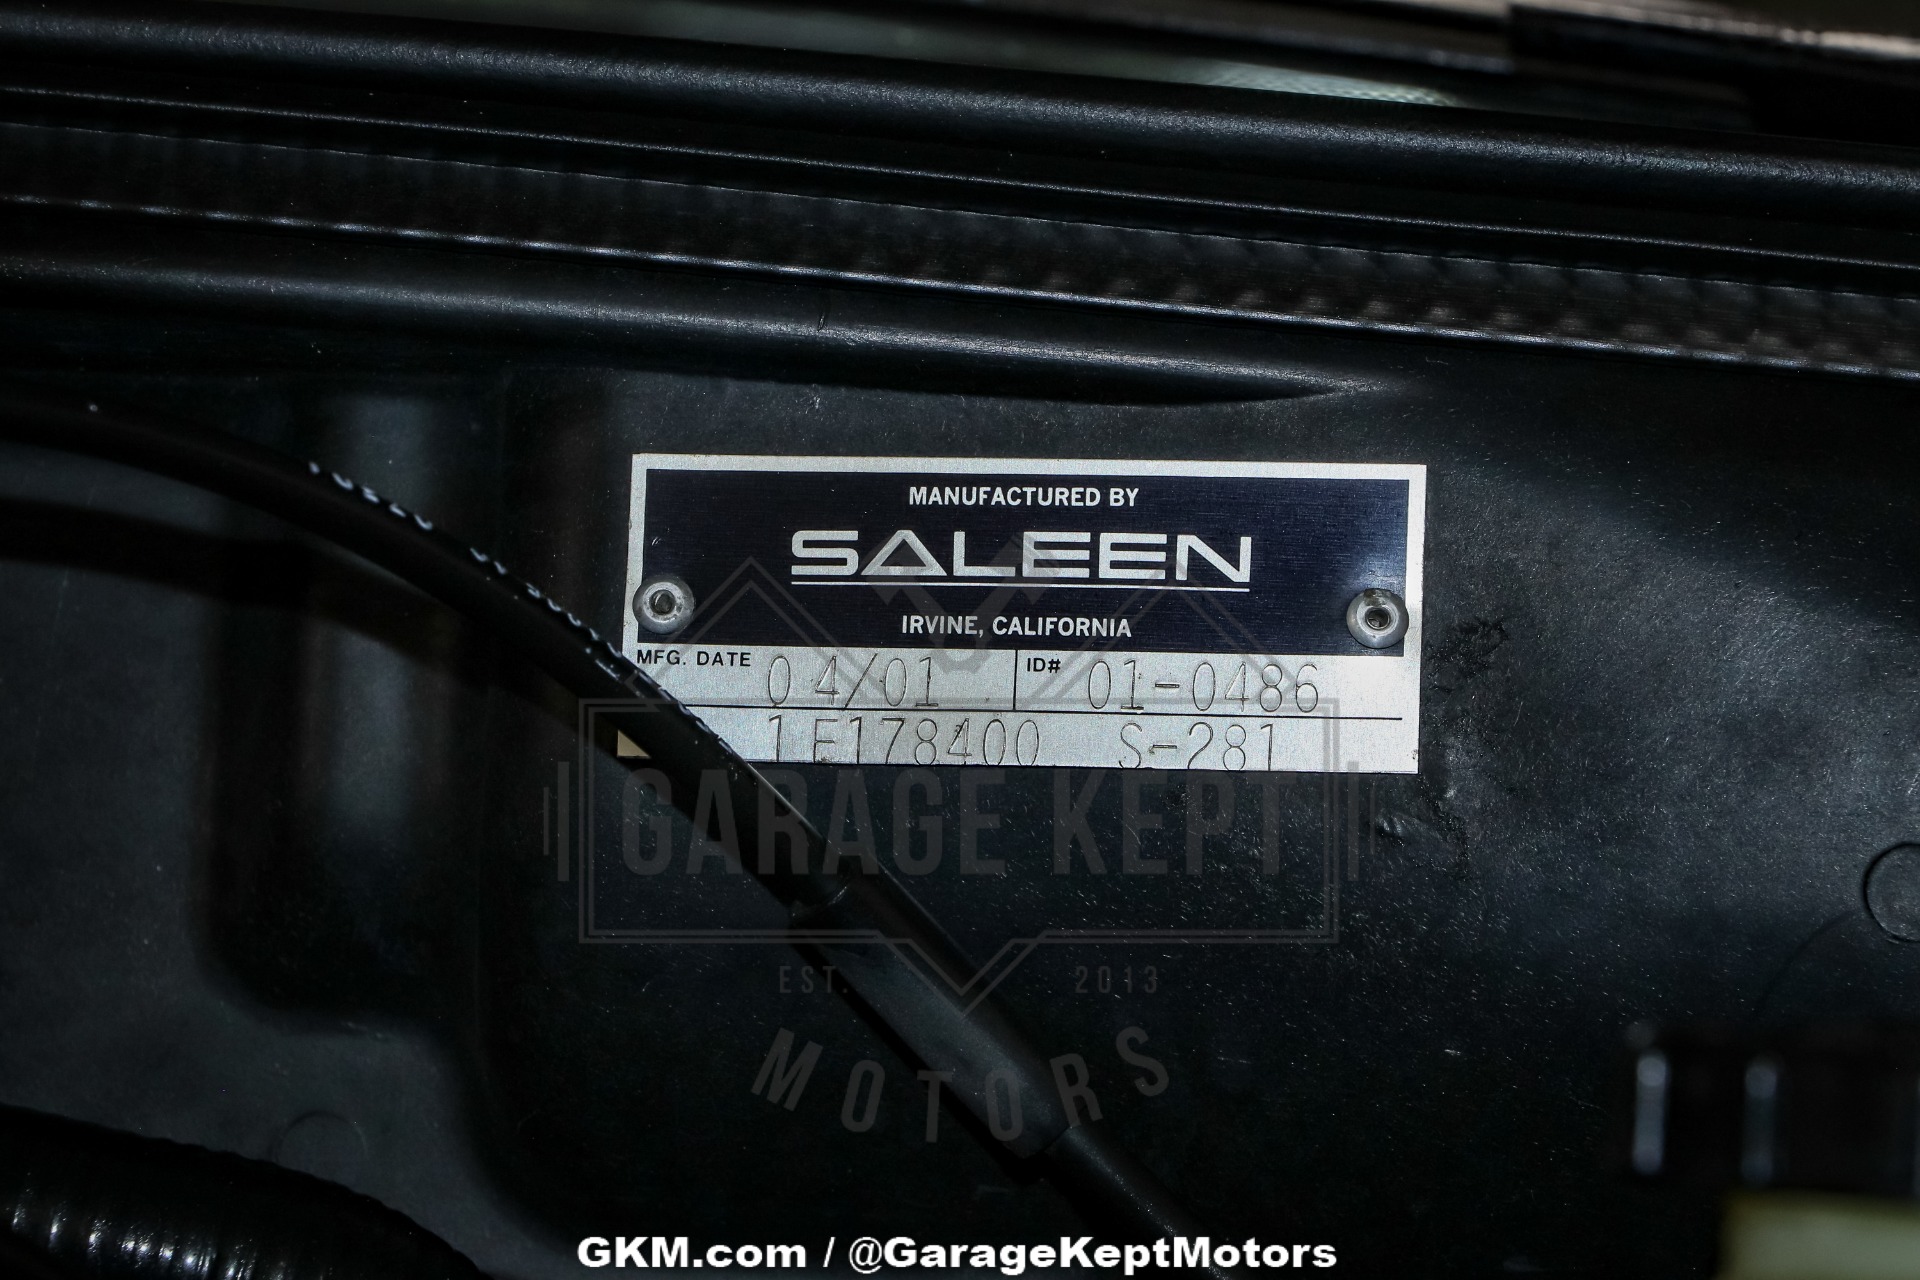 MANUFACTURED BY
SALEEN
IRVINE, CALIFORNIA
MFG. DATE 04/01 ID# 01-0486
1F178400 S-281
GARAGE KEPT
EST. 2013
MOTORS
GKM.com / @GarageKeptMotors